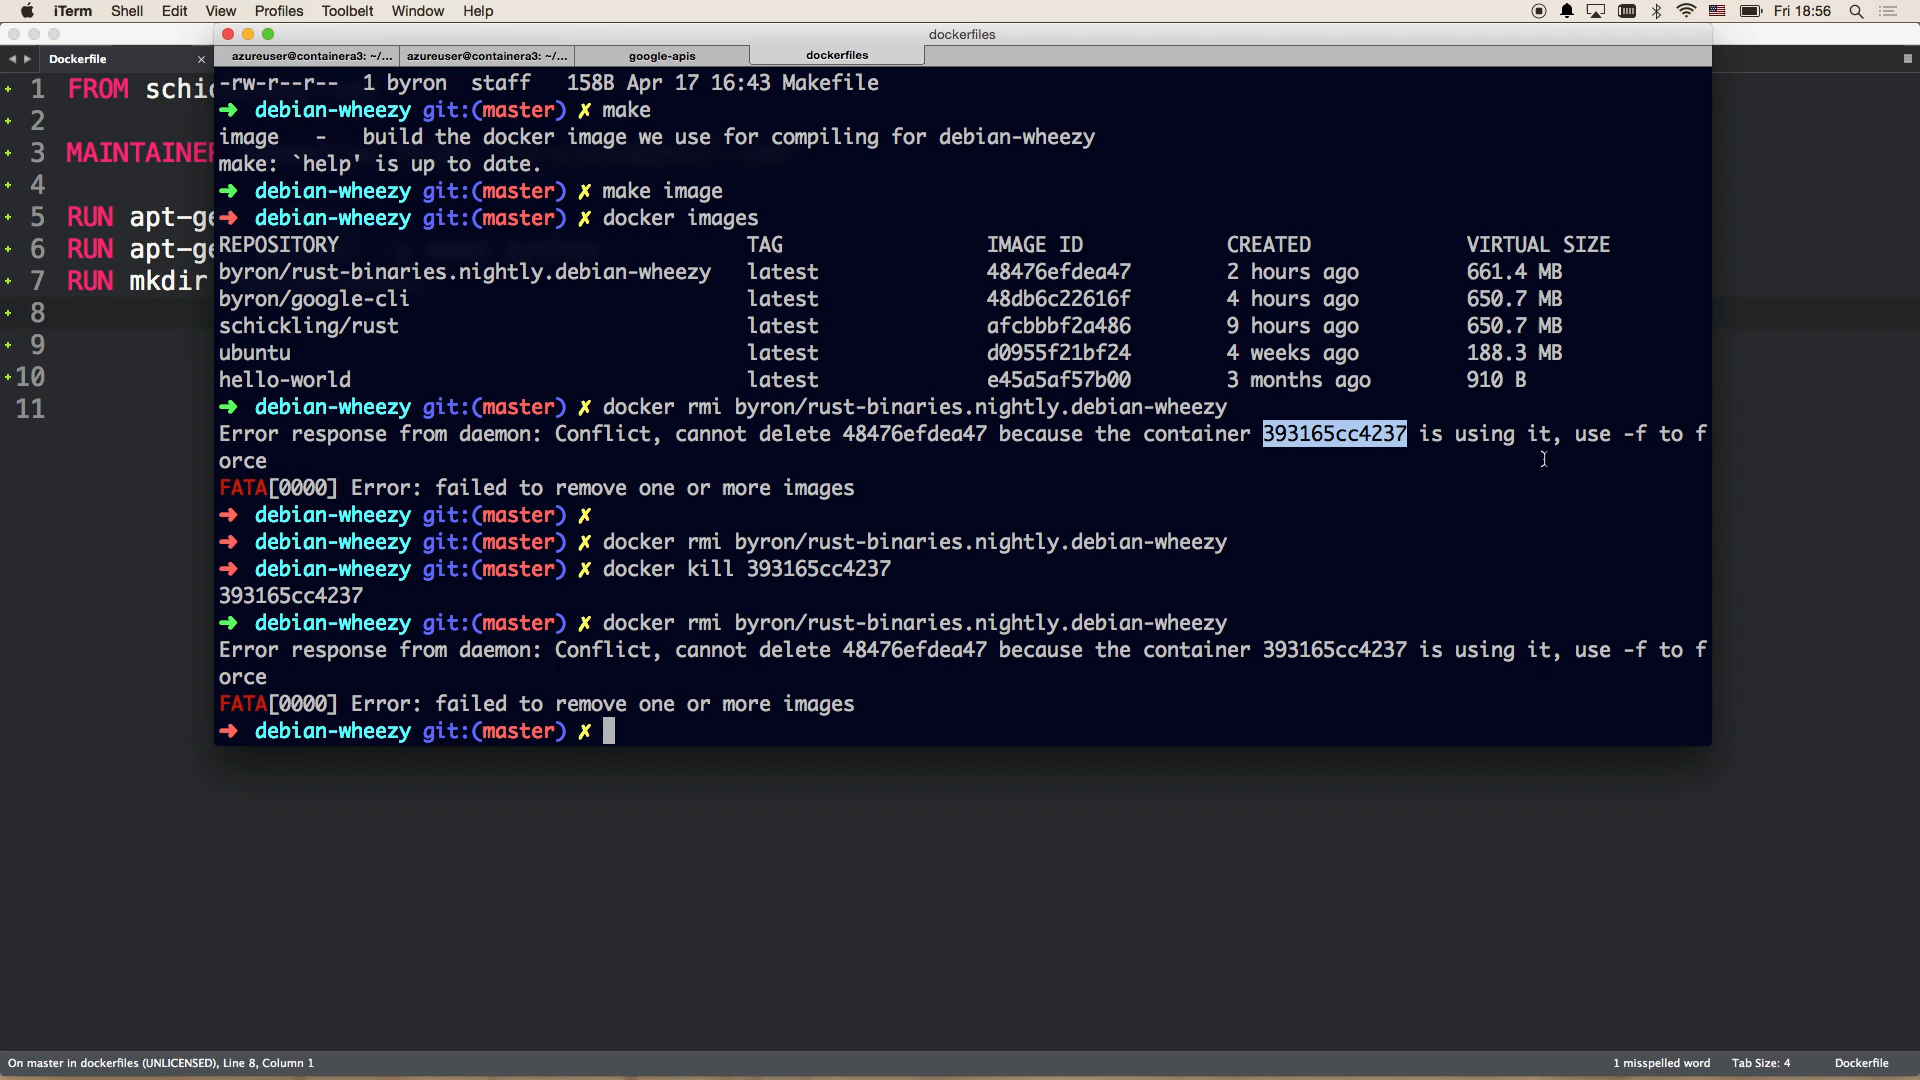 iTerm Shell Edit View Profiles Toolbelt Window Help Fri 18:56
dockerfiles
Dockerfile × azureuser@containera3: ~/... azureuser@containera3: ~/... google-apis dockerfiles
1 FROM schic
2
3 MAINTAINER
4
5 RUN apt-ge
6 RUN apt-ge
7 RUN mkdir
8
9
10
11
-rw-r--r-- 1 byron staff 158B Apr 17 16:43 Makefile
➜ debian-wheezy git:(master) ✗ make
image - build the docker image we use for compiling for debian-wheezy
make: `help' is up to date.
➜ debian-wheezy git:(master) ✗ make image
➜ debian-wheezy git:(master) ✗ docker images
REPOSITORY TAG IMAGE ID CREATED VIRTUAL SIZE
byron/rust-binaries.nightly.debian-wheezy latest 48476efdea47 2 hours ago 661.4 MB
byron/google-cli latest 48db6c22616f 4 hours ago 650.7 MB
schickling/rust latest afcbbbf2a486 9 hours ago 650.7 MB
ubuntu latest d0955f21bf24 4 weeks ago 188.3 MB
hello-world latest e45a5af57b00 3 months ago 910 B
➜ debian-wheezy git:(master) ✗ docker rmi byron/rust-binaries.nightly.debian-wheezy
Error response from daemon: Conflict, cannot delete 48476efdea47 because the container 393165cc4237 is using it, use -f to f
orce
FATA[0000] Error: failed to remove one or more images
➜ debian-wheezy git:(master) ✗
➜ debian-wheezy git:(master) ✗ docker rmi byron/rust-binaries.nightly.debian-wheezy
➜ debian-wheezy git:(master) ✗ docker kill 393165cc4237
393165cc4237
➜ debian-wheezy git:(master) ✗ docker rmi byron/rust-binaries.nightly.debian-wheezy
Error response from daemon: Conflict, cannot delete 48476efdea47 because the container 393165cc4237 is using it, use -f to f
orce
FATA[0000] Error: failed to remove one or more images
➜ debian-wheezy git:(master) ✗
On master in dockerfiles (UNLICENSED), Line 8, Column 1 1 misspelled word Tab Size: 4 Dockerfile